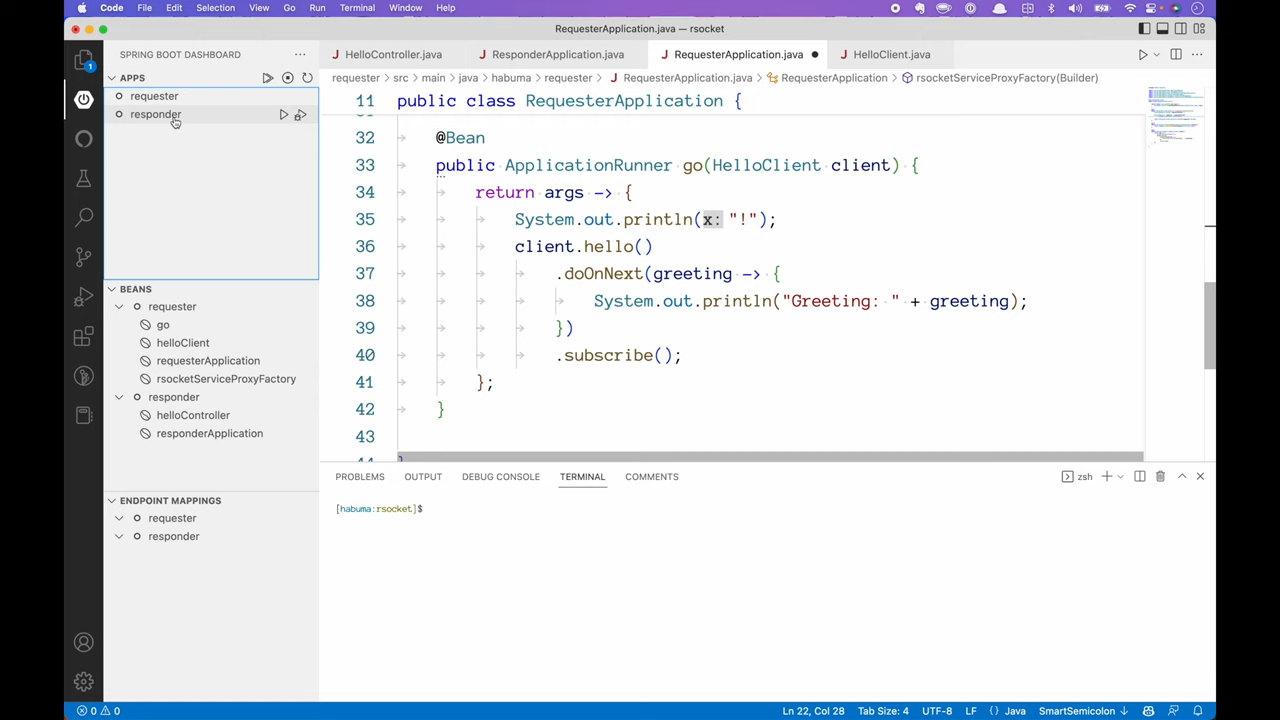 Code File Edit Selection View Go Run Terminal Window Help
RequesterApplication.java — rsocket
SPRING BOOT DASHBOARD
HelloController.java
ResponderApplication.java
RequesterApplication.java
HelloClient.java
APPS
requester > src > main > java > habuma > requester > RequesterApplication.java > RequesterApplication > rsocketServiceProxyFactory(Builder)
requester
responder
11 public class RequesterApplication {
32 @Bean
33 public ApplicationRunner go(HelloClient client) {
34 return args -> {
35 System.out.println(x: "!");
36 client.hello()
37 .doOnNext(greeting -> {
38 System.out.println("Greeting: " + greeting);
39 })
40 .subscribe();
41 };
42 }
43
44 }
BEANS
requester
go
helloClient
requesterApplication
rsocketServiceProxyFactory
responder
helloController
responderApplication
ENDPOINT MAPPINGS
requester
responder
PROBLEMS OUTPUT DEBUG CONSOLE TERMINAL COMMENTS
zsh
[habuma:rsocket]$
1
0 0
Ln 22, Col 28 Tab Size: 4 UTF-8 LF {} Java SmartSemicolon